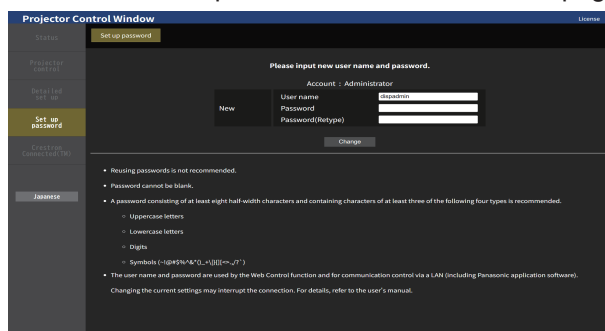 Projector Control Window
License
Status
Set up password
Projector
control
Detailed
set up
Set up
password
Crestron
Connected(TM)
Japanese
Please input new user name and password.
Account : Administrator
New
User name
dispadmin
Password
Password(Retype)
Change
• Reusing passwords is not recommended.
• Password cannot be blank.
• A password consisting of at least eight half-width characters and containing characters of at least three of the following four types is recommended.
○ Uppercase letters
○ Lowercase letters
○ Digits
○ Symbols
• The user name and password are used by the Web Control function and for communication control via a LAN (including Panasonic application software).
Changing the current settings may interrupt the connection. For details, refer to the user's manual.